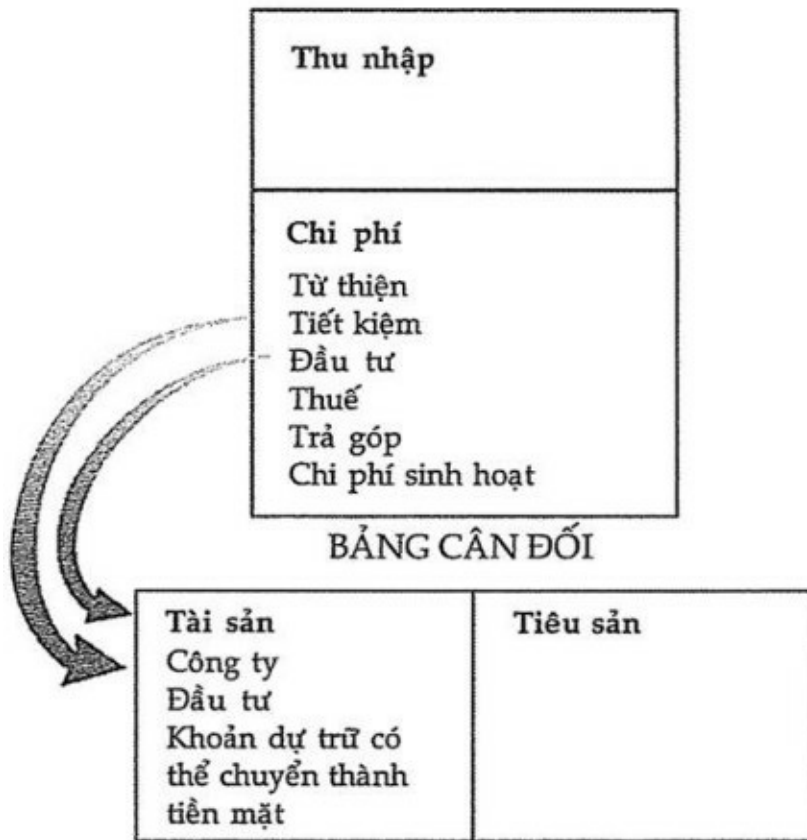 Thu nhập
Chi phí
Từ thiện
Tiết kiệm
Đầu tư
Thuế
Trả góp
Chi phí sinh hoạt
BẢNG CÂN ĐỐI
Tài sản
Công ty
Đầu tư
Khoản dự trữ có
thể chuyển thành
tiền mặt
Tiêu sản